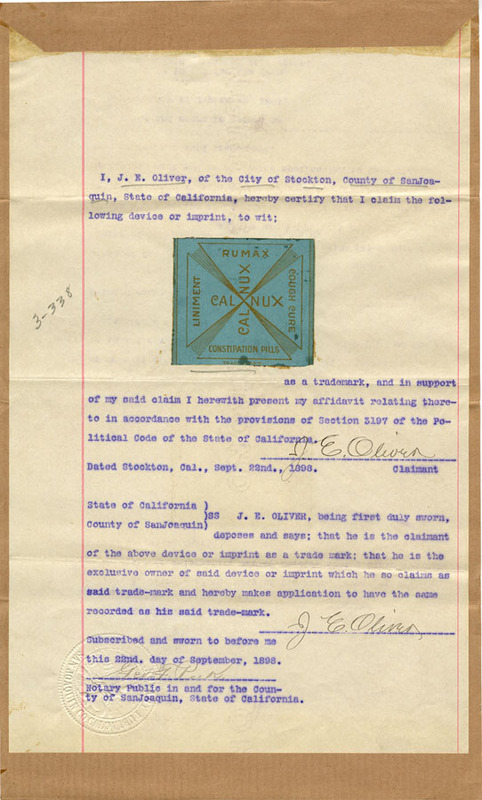 I, J. E. Oliver, of the City of Stockton, County of SanJoa-
quin, State of California, hereby certify that I claim the fol-
lowing device or imprint, to wit;
RUMAX
LINIMENT
COUGH CURE
CAL NUX
CAL NUX
CONSTIPATION PILLS
3-338
as a trademark, and in support
of my said claim I herewith present my affidavit relating there-
to in accordance with the provisions of Section 3197 of the Po-
litical Code of the State of California.
J. E. Oliver
Dated Stockton, Cal., Sept. 22nd., 1898. Claimant
State of California )
)SS J. E. OLIVER, being first duly sworn,
County of SanJoaquin)
deposes and says; that he is the claimant
of the above device or imprint as a trade mark; that he is the
exclusive owner of said device or imprint which he so claims as
said trade-mark and hereby makes application to have the same
recorded as his said trade-mark.
J. E. Oliver,
Subscribed and sworn to before me
this 22nd. day of September, 1898.
Notary Public in and for the Coun-
ty of SanJoaquin, State of California.